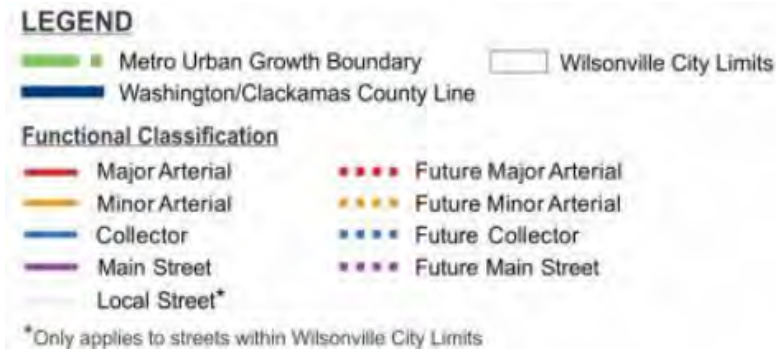 LEGEND
Metro Urban Growth Boundary Wilsonville City Limits
Washington/Clackamas County Line
Functional Classification
Major Arterial Future Major Arterial
Minor Arterial Future Minor Arterial
Collector Future Collector
Main Street Future Main Street
Local Street*
*Only applies to streets within Wilsonville City Limits